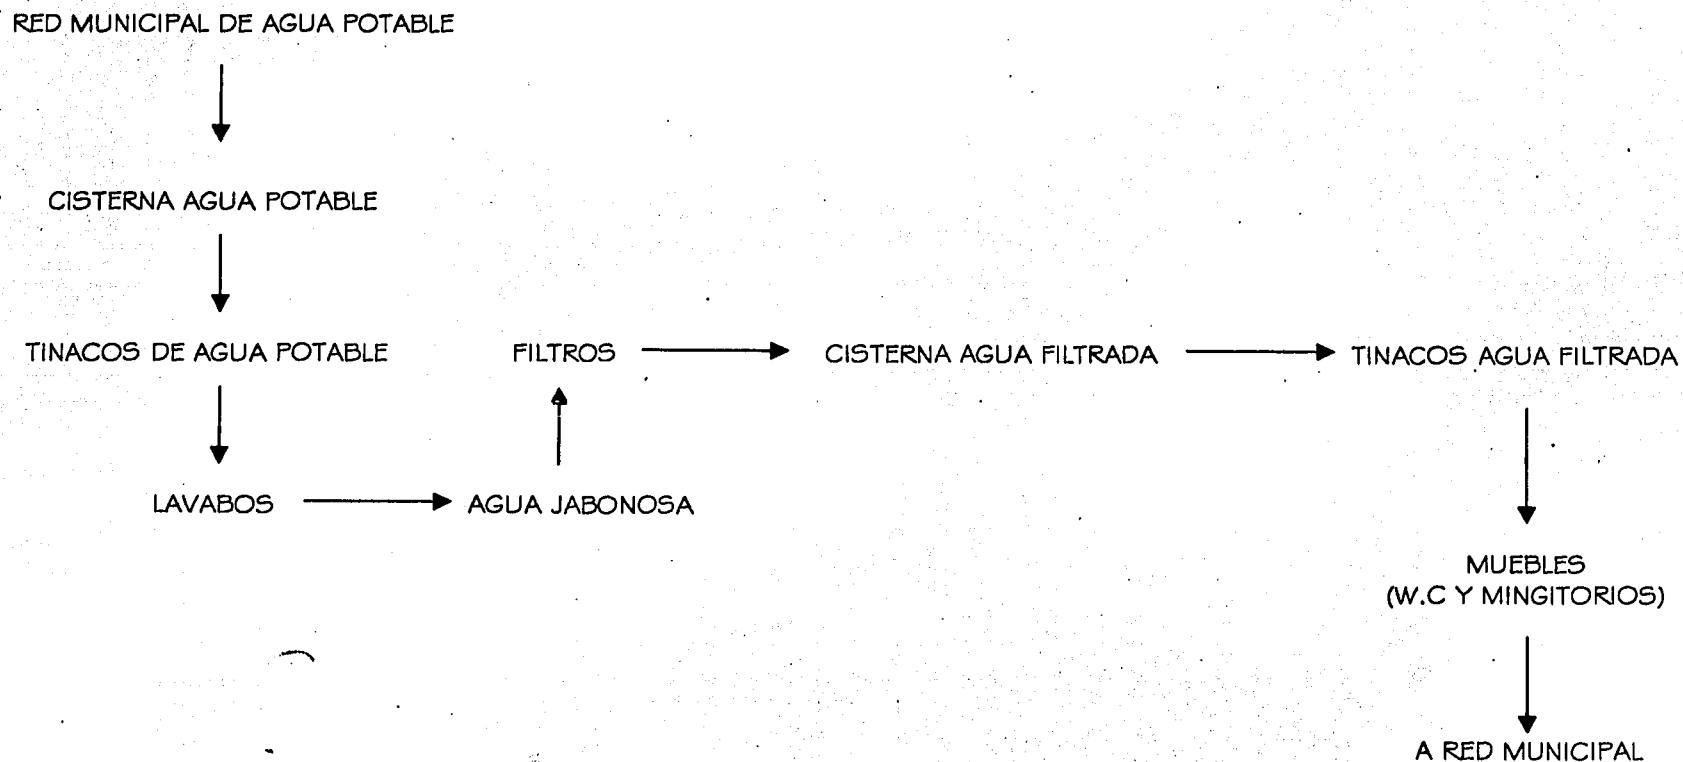 RED MUNICIPAL DE AGUA POTABLE
CISTERNA AGUA POTABLE
TINACOS DE AGUA POTABLE
LAVABOS
AGUA JABONOSA
FILTROS
CISTERNA AGUA FILTRADA
TINACOS AGUA FILTRADA
MUEBLES
(W.C Y MINGITORIOS)
A RED MUNICIPAL